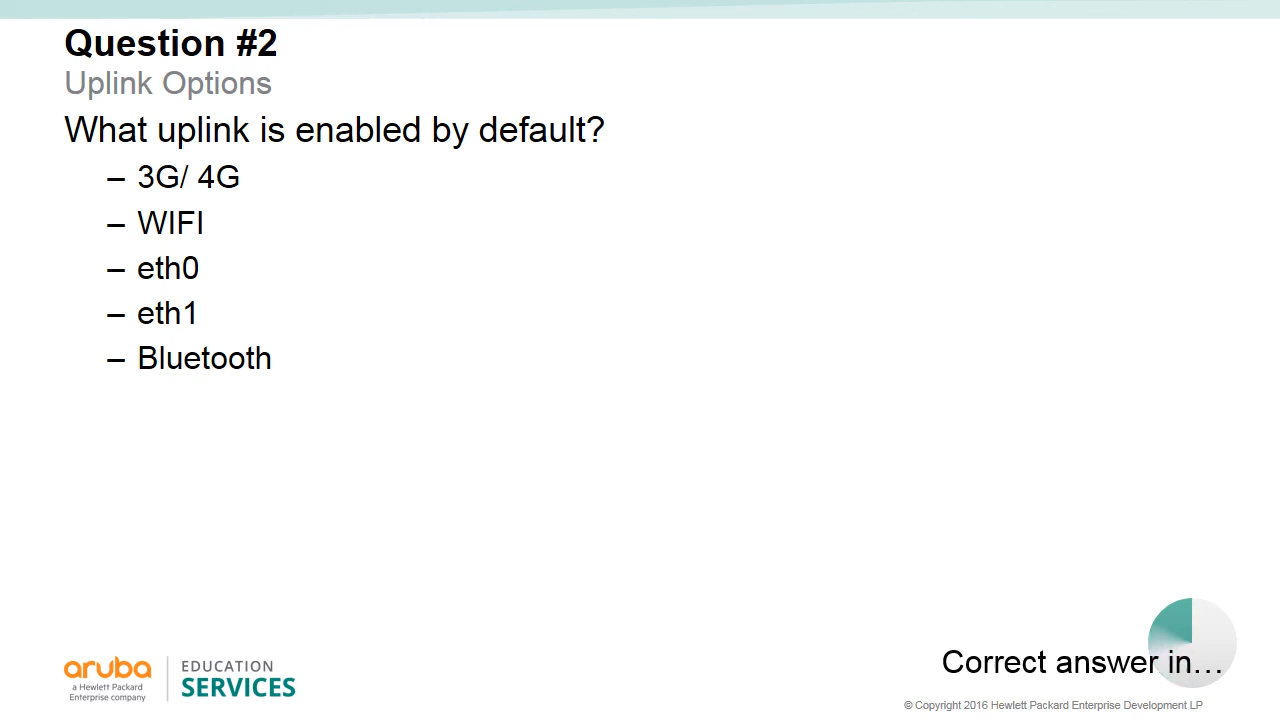 Question #2
Uplink Options
What uplink is enabled by default?
– 3G/ 4G
– WIFI
– eth0
– eth1
– Bluetooth
Correct answer in…
aruba
a Hewlett Packard
Enterprise company
EDUCATION
SERVICES
© Copyright 2016 Hewlett Packard Enterprise Development LP